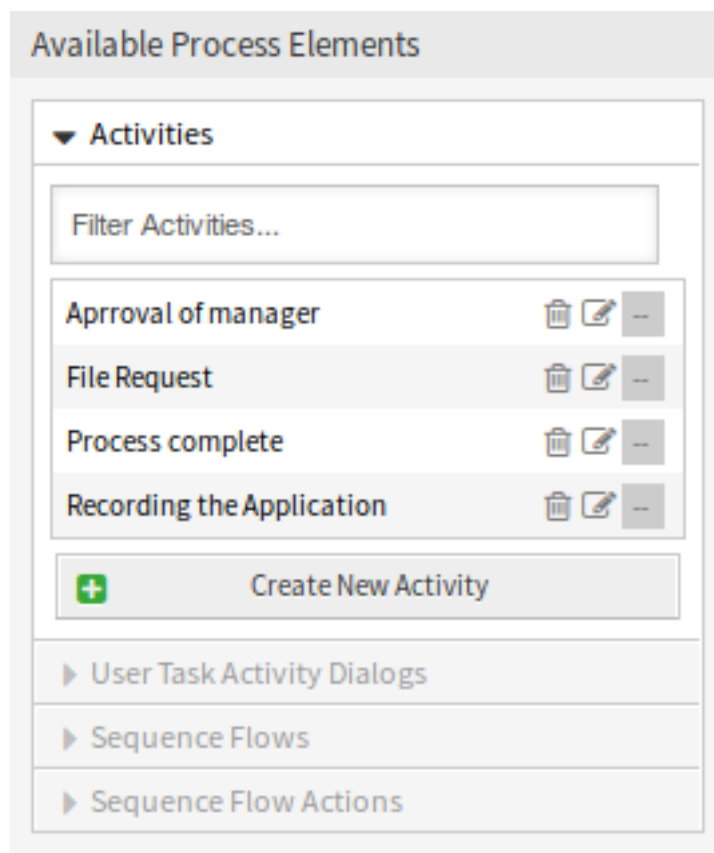 Available Process Elements
Activities
Filter Activities...
Aprroval of manager
--
File Request
--
Process complete
--
Recording the Application
--
Create New Activity
User Task Activity Dialogs
Sequence Flows
Sequence Flow Actions